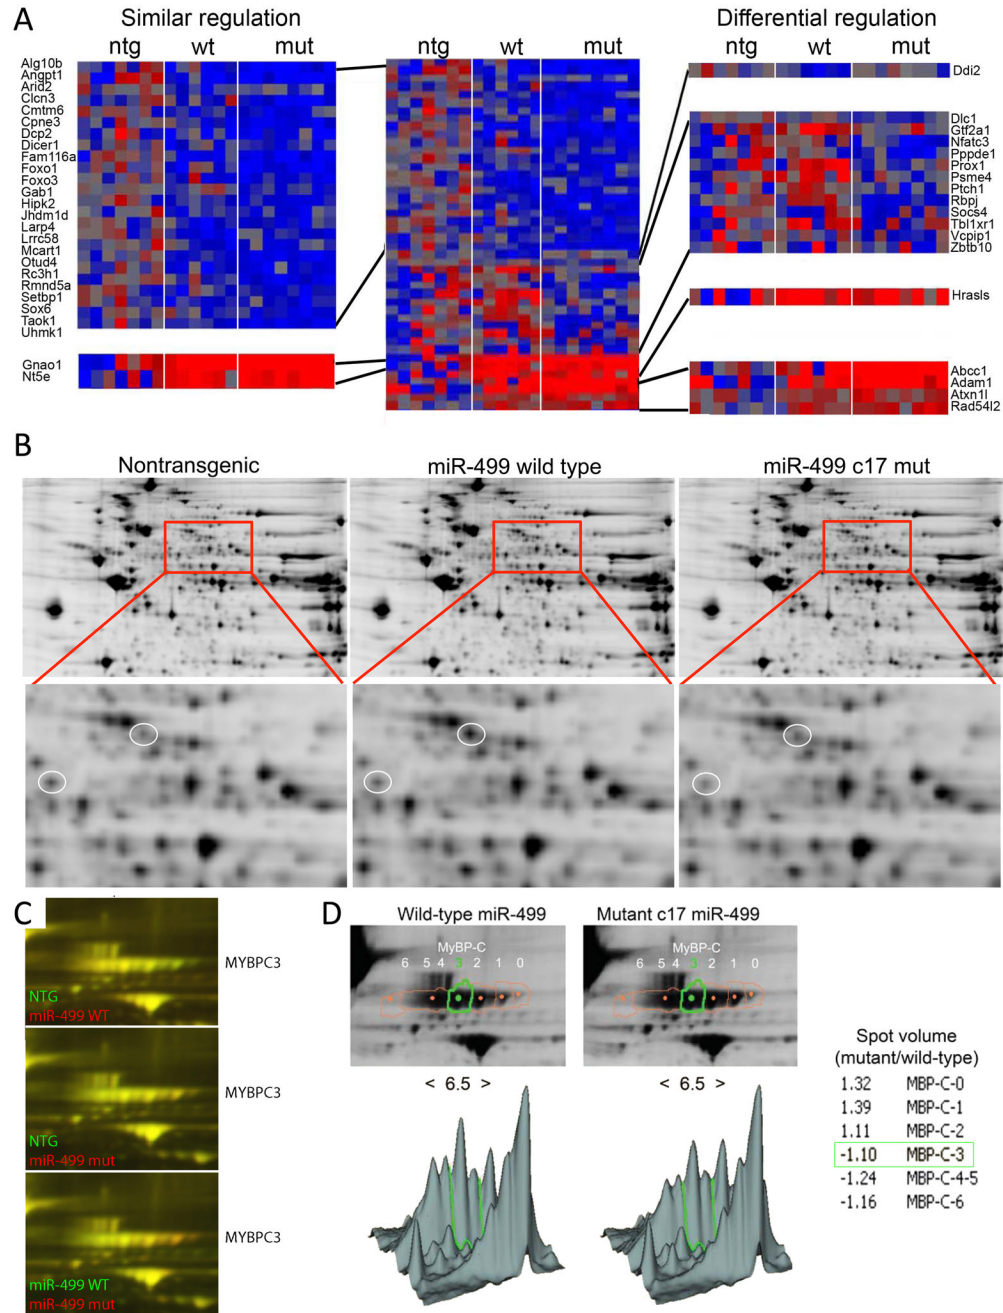 A
Similar regulation
Differential regulation
ntg wt mut
ntg wt mut
ntg wt mut
Alg10b
Angpt1
Arid2
Clcn3
Cmtm6
Cpne3
Dcp2
Dicer1
Fam116a
Foxo1
Foxo3
Gab1
Hipk2
Jhdm1d
Larp4
Lrrc58
Mcart1
Otud4
Rc3h1
Rmnd5a
Setbp1
Sox6
Taok1
Uhmk1
Gnao1
Nt5e
Ddi2
Dlc1
Gtf2a1
Nfatc3
Pppde1
Prox1
Psme4
Ptch1
Rbpj
Socs4
Tbl1xr1
Vcpip1
Zbtb10
Hrasls
Abcc1
Adam1
Atxn1l
Rad54l2
B
Nontransgenic
miR-499 wild type
miR-499 c17 mut
C
MYBPC3
NTG
miR-499 WT
MYBPC3
NTG
miR-499 mut
MYBPC3
miR-499 WT
miR-499 mut
D
Wild-type miR-499
Mutant c17 miR-499
MyBP-C
6 5 4 3 2 1 0
MyBP-C
6 5 4 3 2 1 0
< 6.5 >
< 6.5 >
Spot volume
(mutant/wild-type)
1.32 MBP-C-0
1.39 MBP-C-1
1.11 MBP-C-2
-1.10 MBP-C-3
-1.24 MBP-C-4-5
-1.16 MBP-C-6